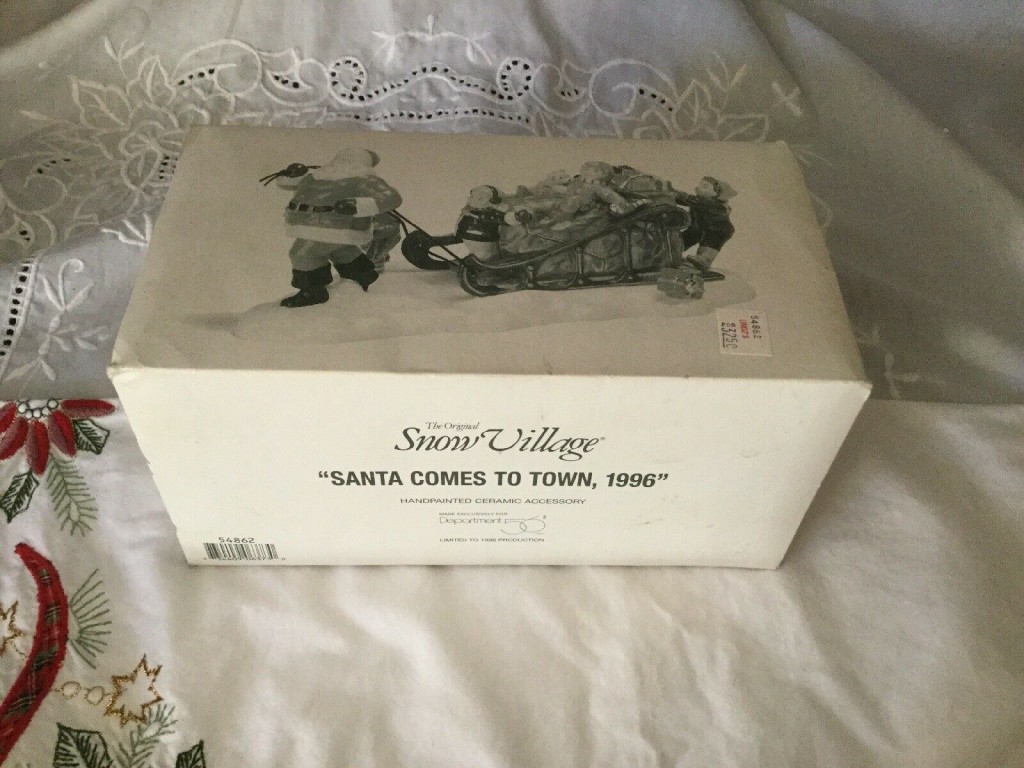 54862
The Original
Snow Village®
"SANTA COMES TO TOWN, 1996"
HANDPAINTED CERAMIC ACCESSORY
MADE EXCLUSIVELY FOR
Department 56®
LIMITED TO 1996 PRODUCTION
54862